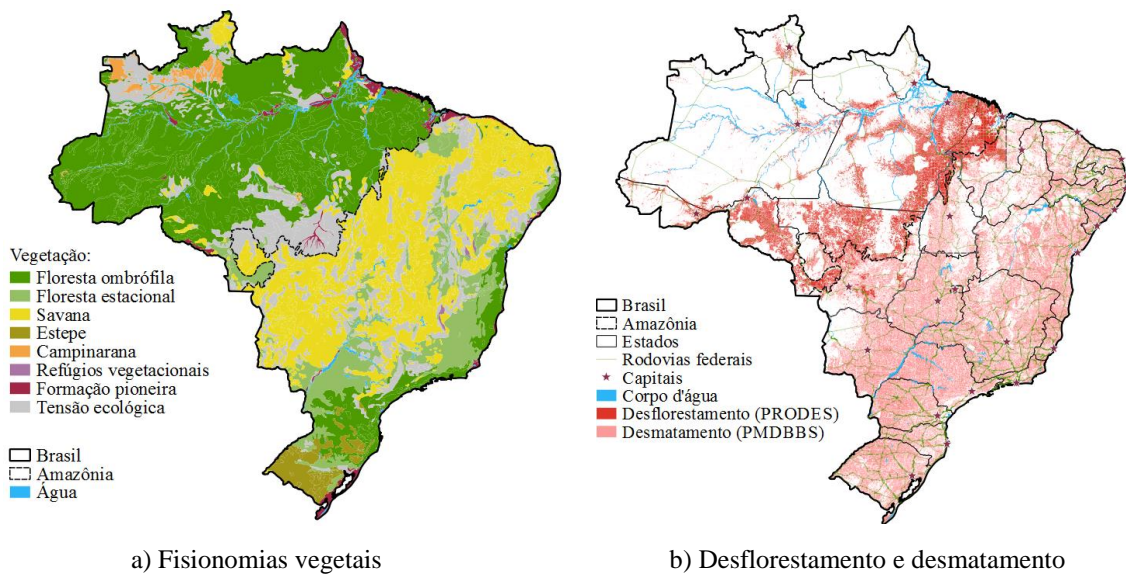 Vegetação:
Floresta ombrófila
Floresta estacional
Savana
Estepe
Campinarana
Refúgios vegetacionais
Formação pioneira
Tensão ecológica
Brasil
Amazônia
Água
a) Fisionomias vegetais
Brasil
Amazônia
Estados
Rodovias federais
Capitais
Corpo d'água
Desflorestamento (PRODES)
Desmatamento (PMDBBS)
b) Desflorestamento e desmatamento